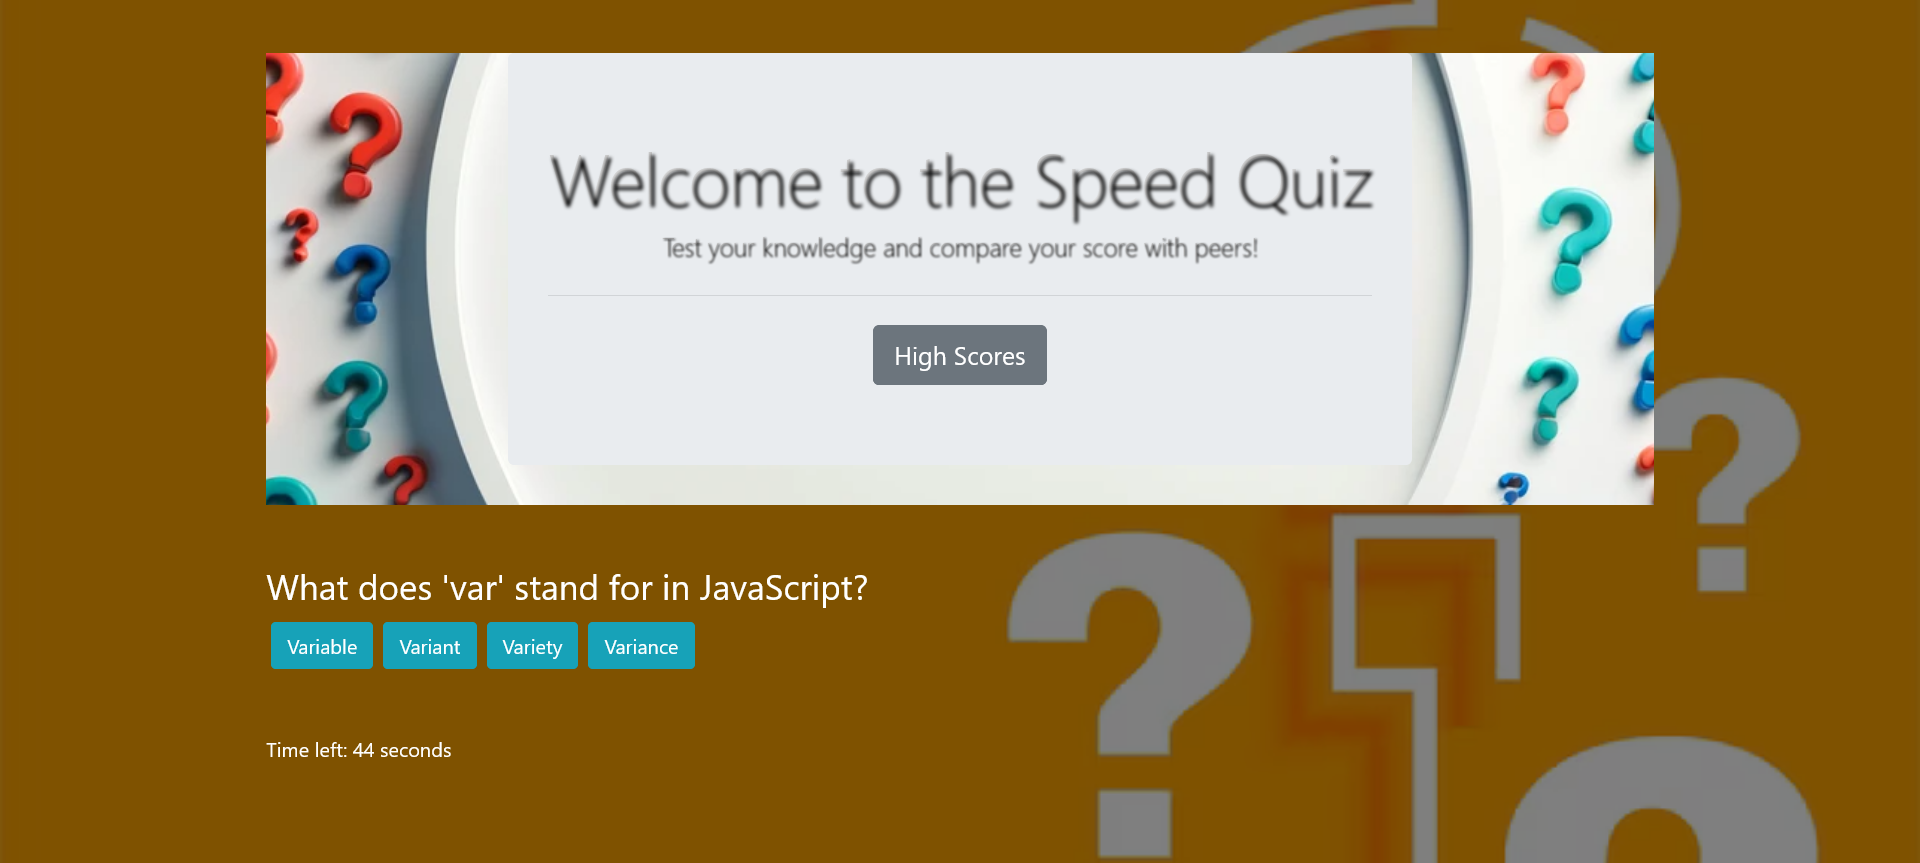 Welcome to the Speed Quiz
Test your knowledge and compare your score with peers!
High Scores
What does 'var' stand for in JavaScript?
Variable Variant Variety Variance
Time left: 44 seconds